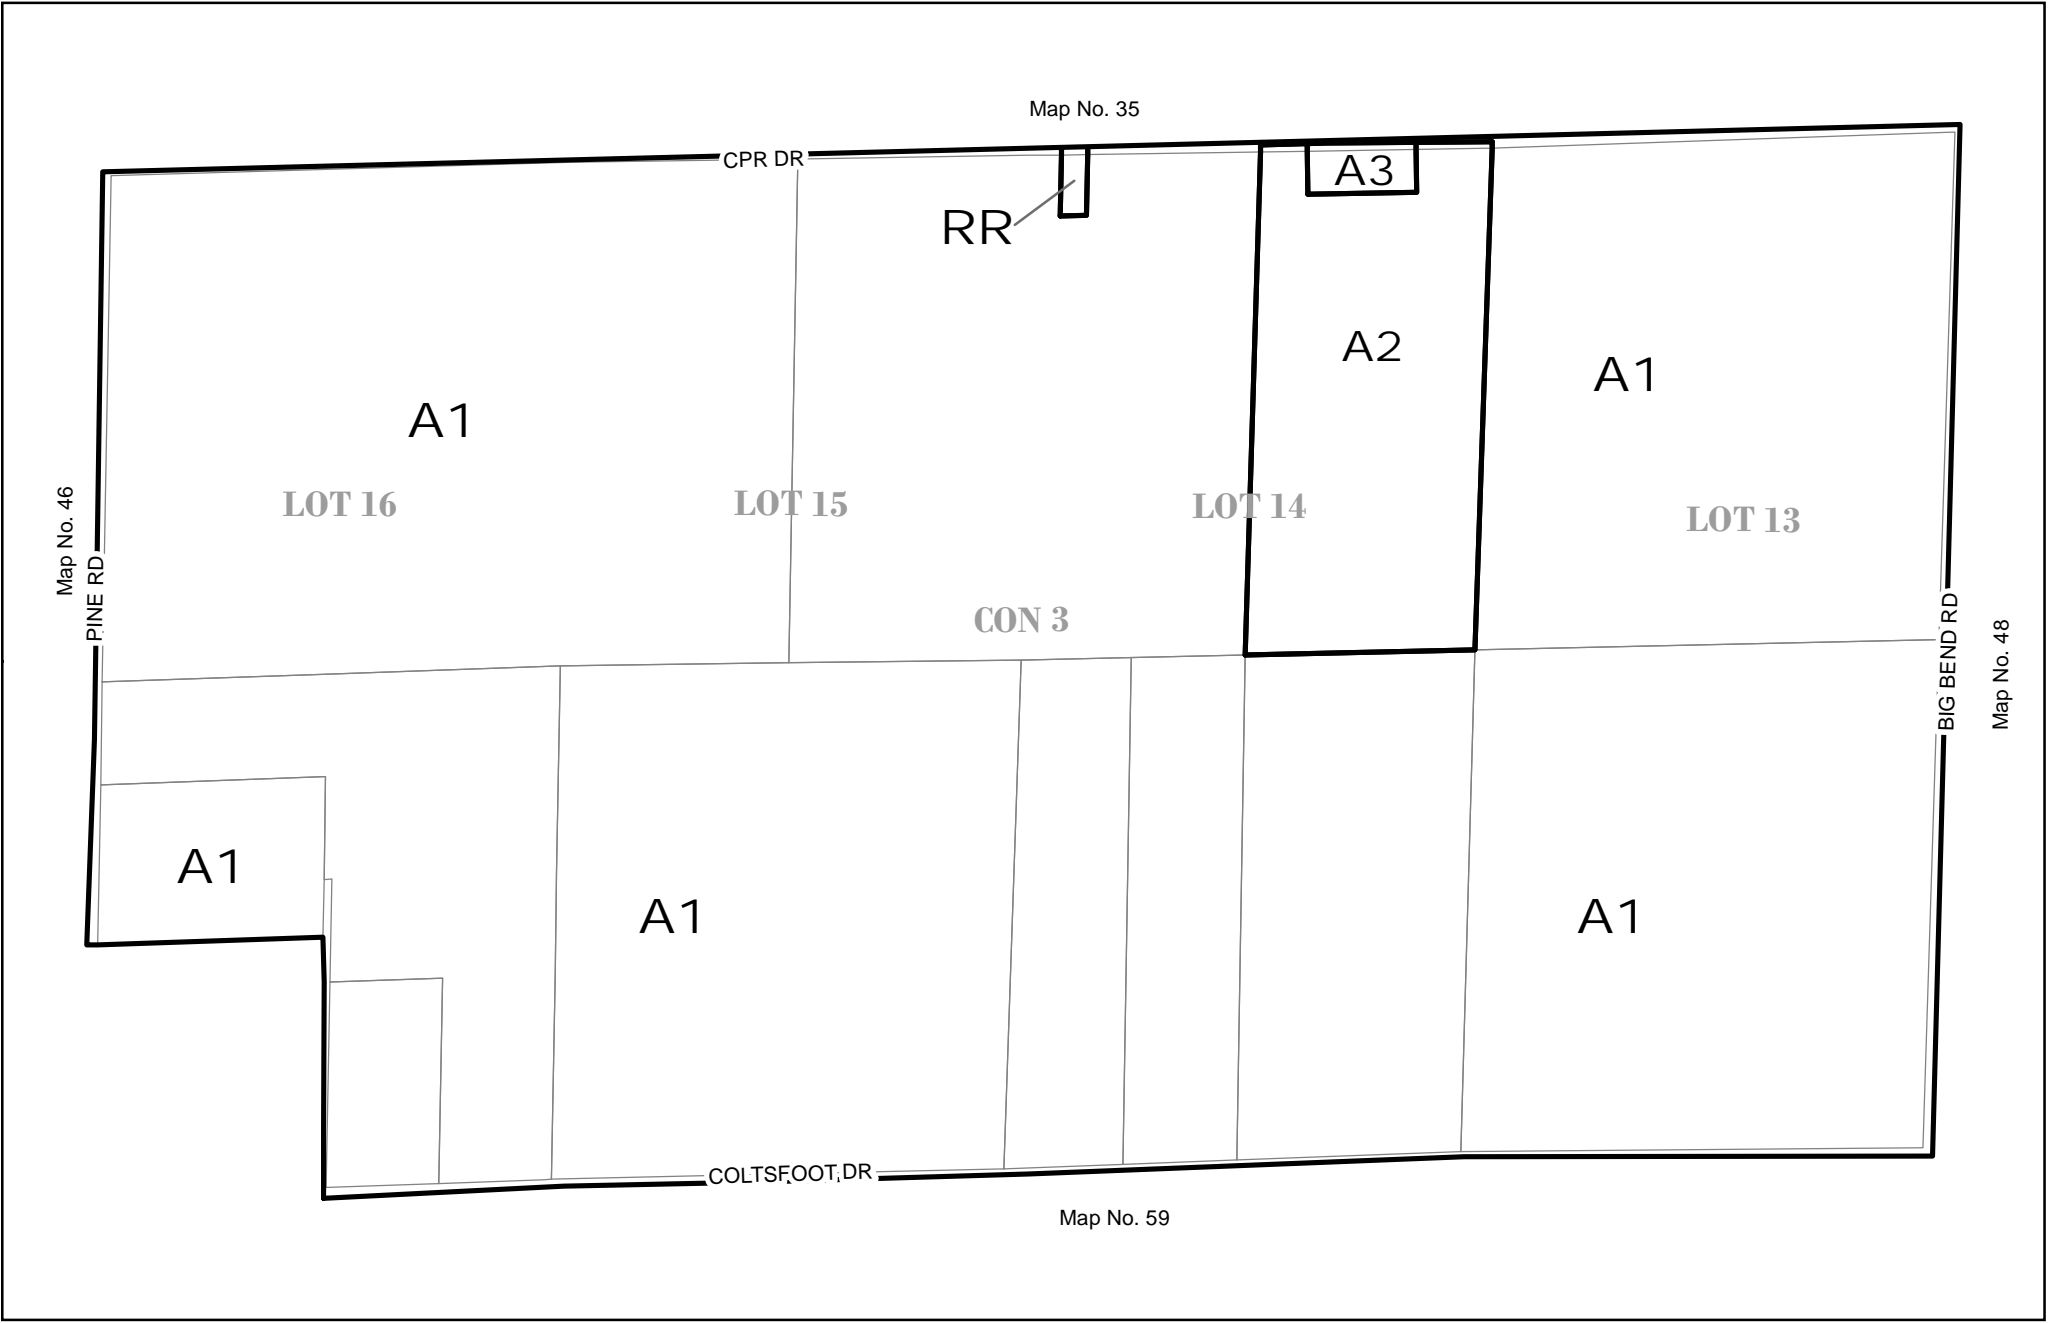 Map No. 35
CPR DR
A3
RR
A2
A1
A1
LOT 16
LOT 15
LOT 14
LOT 13
Map No. 46
PINE RD
CON 3
BIG BEND RD
Map No. 48
A1
A1
A1
COLTSFOOT DR
Map No. 59